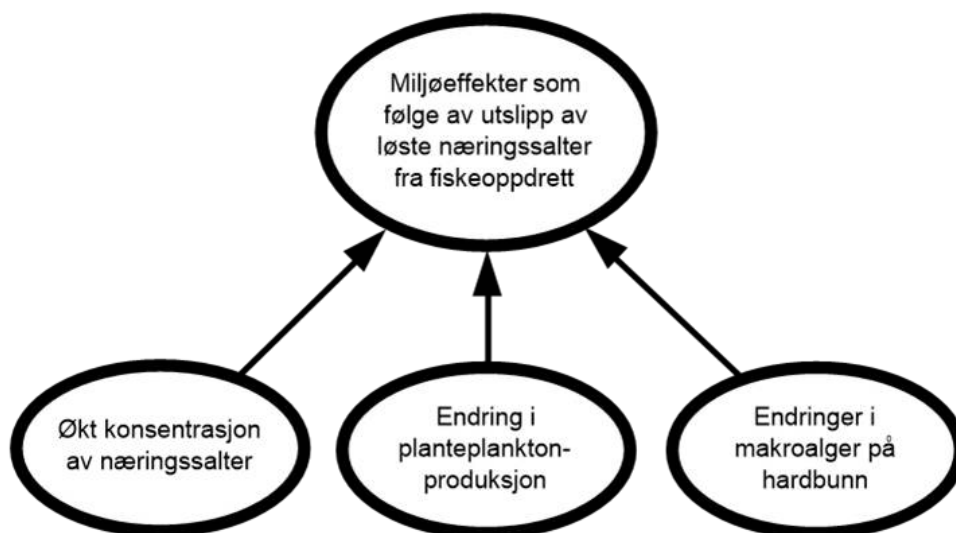 Miljøeffekter som
følge av utslipp av
løste næringssalter
fra fiskeoppdrett
Økt konsentrasjon
av næringssalter
Endring i
planteplankton-
produksjon
Endringer i
makroalger på
hardbunn